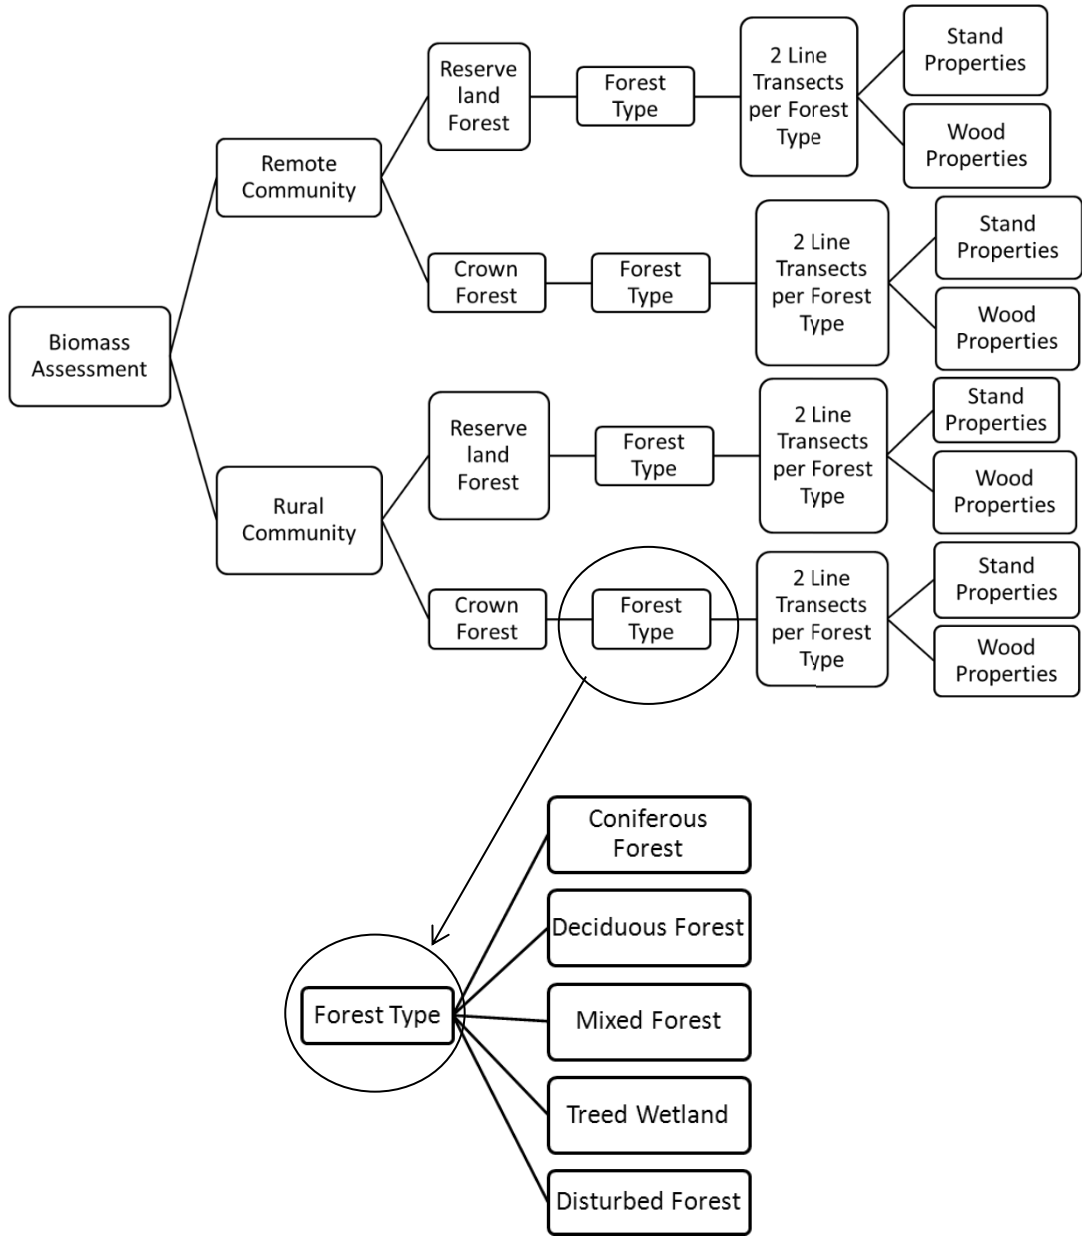 Biomass
Assessment
Remote
Community
Reserve
land
Forest
Forest
Type
2 Line
Transects
per Forest
Type
Stand
Properties
Wood
Properties
Crown
Forest
Forest
Type
2 Line
Transects
per Forest
Type
Stand
Properties
Wood
Properties
Rural
Community
Reserve
land
Forest
Forest
Type
2 Line
Transects
per Forest
Type
Stand
Properties
Wood
Properties
Crown
Forest
Forest
Type
2 Line
Transects
per Forest
Type
Stand
Properties
Wood
Properties
Forest Type
Coniferous
Forest
Deciduous Forest
Mixed Forest
Treed Wetland
Disturbed Forest